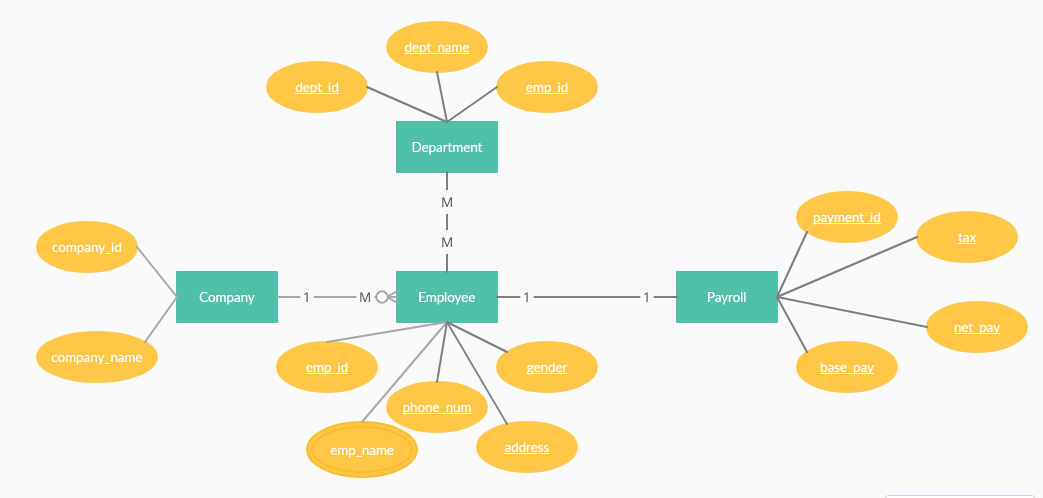 dept_name
dept_id
emp_id
Department
M
payment_id
company_id
tax
M
Company
1
M
Employee
1
1
Payroll
net_pay
company_name
emp_id
gender
base_pay
phone_num
emp_name
address